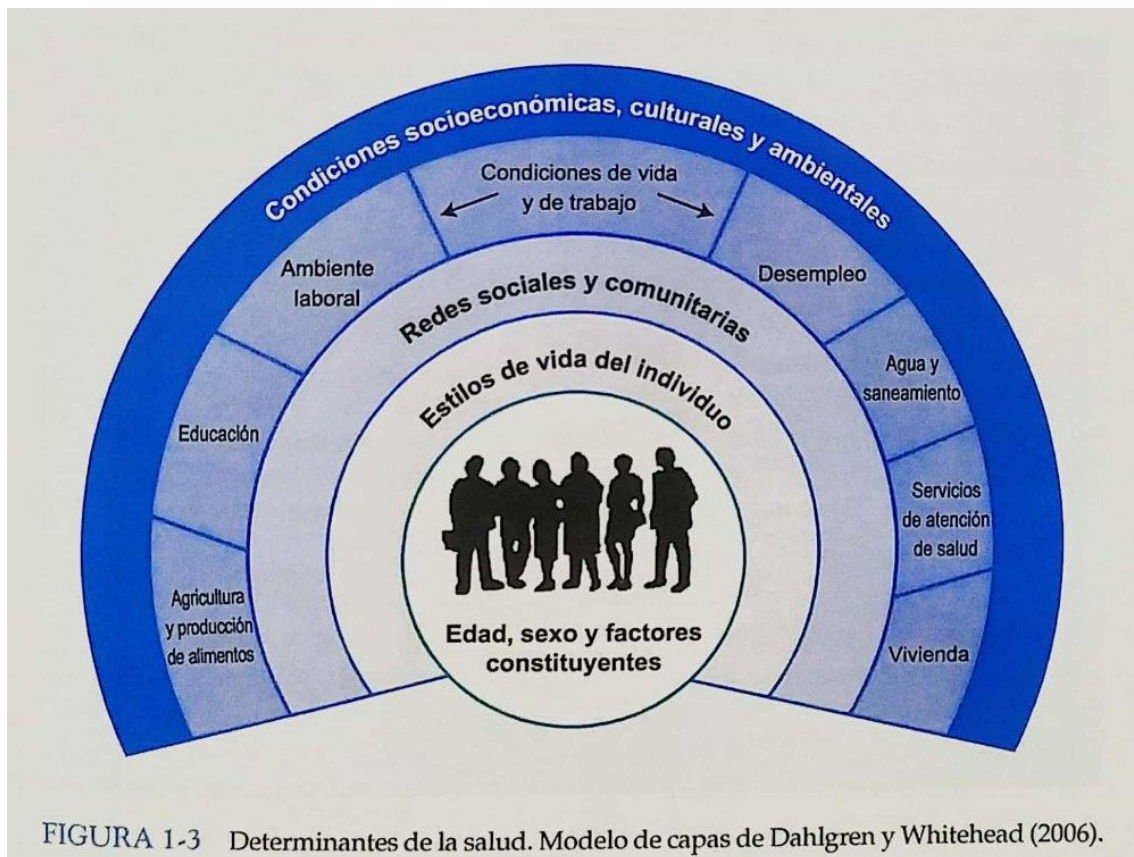 Condiciones socioeconómicas, culturales y ambientales
Condiciones de vida
y de trabajo
Ambiente
laboral
Desempleo
Redes sociales y comunitarias
Agua y
saneamiento
Estilos de vida del individuo
Educación
Servicios
de atención
de salud
Agricultura
y producción
de alimentos
Edad, sexo y factores
constituyentes
Vivienda
FIGURA 1-3 Determinantes de la salud. Modelo de capas de Dahlgren y Whitehead (2006).